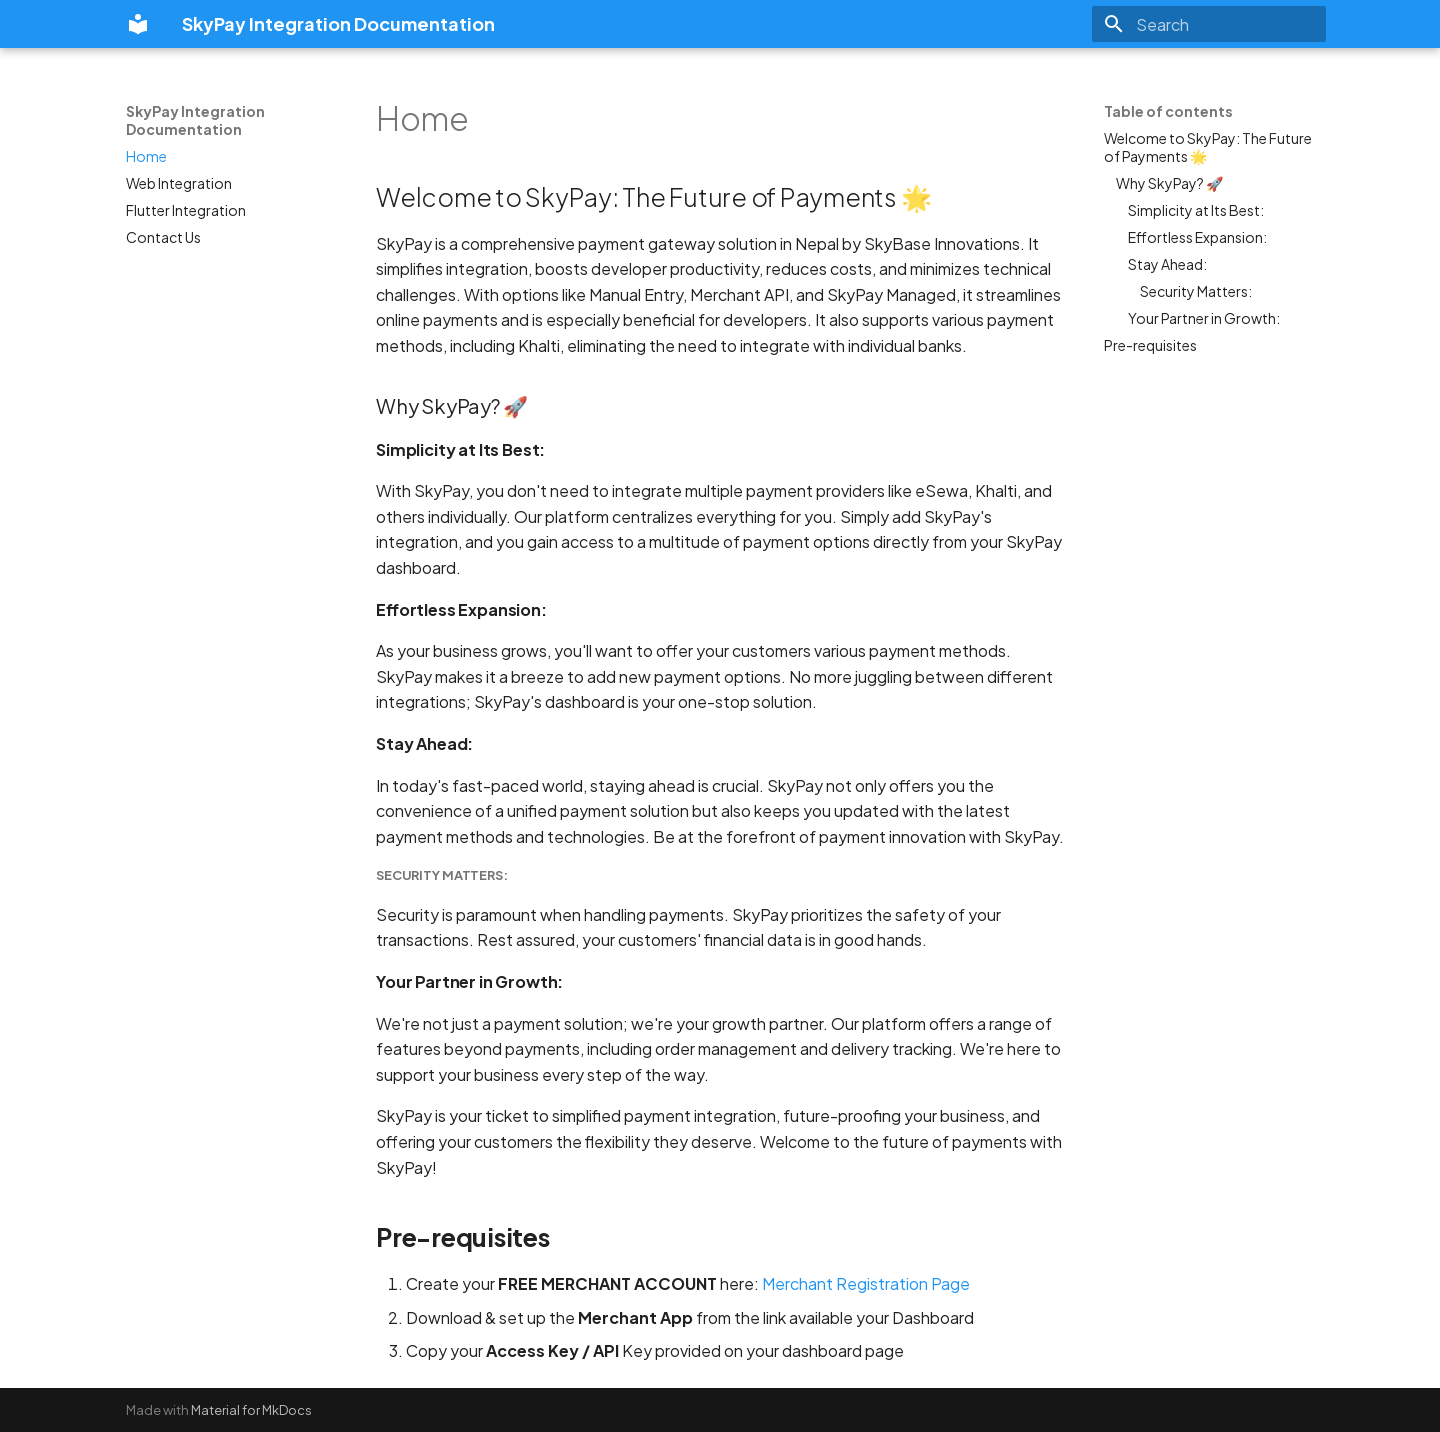 SkyPay Integration Documentation
Search
SkyPay Integration
Documentation
Home
Web Integration
Flutter Integration
Contact Us
Home
Welcome to SkyPay: The Future of Payments 🌟
SkyPay is a comprehensive payment gateway solution in Nepal by SkyBase Innovations. It
simplifies integration, boosts developer productivity, reduces costs, and minimizes technical
challenges. With options like Manual Entry, Merchant API, and SkyPay Managed, it streamlines
online payments and is especially beneficial for developers. It also supports various payment
methods, including Khalti, eliminating the need to integrate with individual banks.
Why SkyPay? 🚀
Simplicity at Its Best:
With SkyPay, you don't need to integrate multiple payment providers like eSewa, Khalti, and
others individually. Our platform centralizes everything for you. Simply add SkyPay's
integration, and you gain access to a multitude of payment options directly from your SkyPay
dashboard.
Effortless Expansion:
As your business grows, you'll want to offer your customers various payment methods.
SkyPay makes it a breeze to add new payment options. No more juggling between different
integrations; SkyPay's dashboard is your one-stop solution.
Stay Ahead:
In today's fast-paced world, staying ahead is crucial. SkyPay not only offers you the
convenience of a unified payment solution but also keeps you updated with the latest
payment methods and technologies. Be at the forefront of payment innovation with SkyPay.
SECURITY MATTERS:
Security is paramount when handling payments. SkyPay prioritizes the safety of your
transactions. Rest assured, your customers' financial data is in good hands.
Your Partner in Growth:
We're not just a payment solution; we're your growth partner. Our platform offers a range of
features beyond payments, including order management and delivery tracking. We're here to
support your business every step of the way.
SkyPay is your ticket to simplified payment integration, future-proofing your business, and
offering your customers the flexibility they deserve. Welcome to the future of payments with
SkyPay!
Pre-requisites
1. Create your FREE MERCHANT ACCOUNT here: Merchant Registration Page
2. Download & set up the Merchant App from the link available your Dashboard
3. Copy your Access Key / API Key provided on your dashboard page
Table of contents
Welcome to SkyPay: The Future
of Payments 🌟
Why SkyPay? 🚀
Simplicity at Its Best:
Effortless Expansion:
Stay Ahead:
Security Matters:
Your Partner in Growth:
Pre-requisites
Made with Material for MkDocs